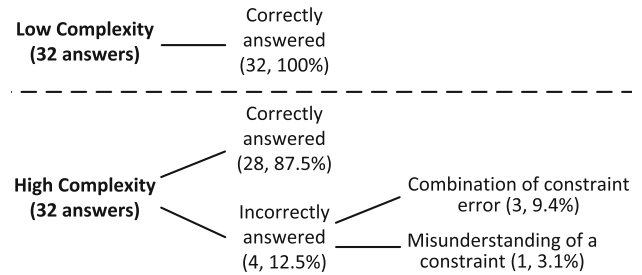 Low Complexity
(32 answers)
Correctly
answered
(32, 100%)
High Complexity
(32 answers)
Correctly
answered
(28, 87.5%)
Incorrectly
answered
(4, 12.5%)
Combination of constraint
error (3, 9.4%)
Misunderstanding of a
constraint (1, 3.1%)